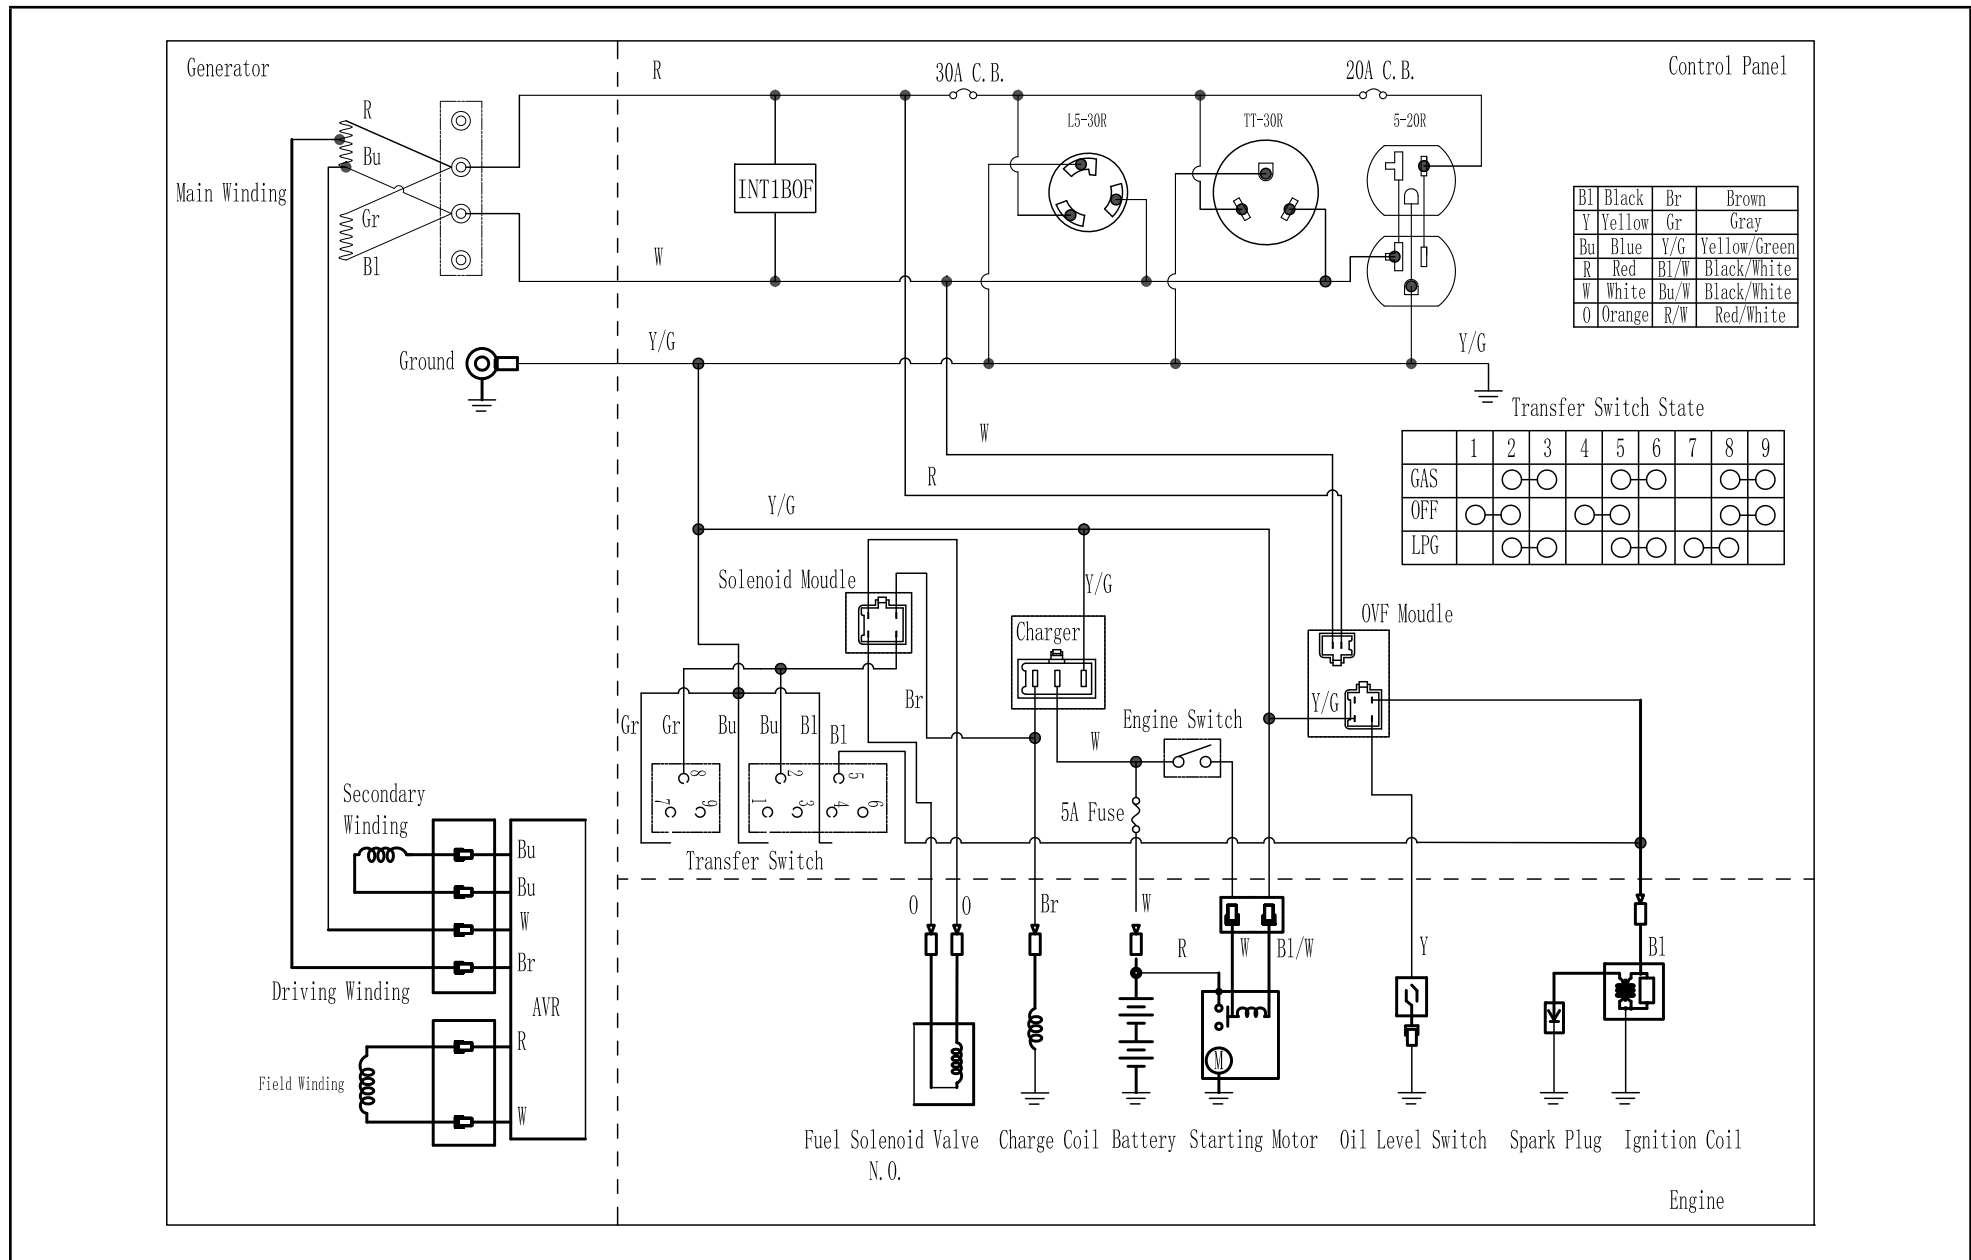 Generator
R
30A C.B.
20A C.B.
Control Panel
R
L5-30R
TT-30R
5-20R
Bu
Main Winding
INT1BOF
Gr
Bl
W
Bl Black Br Brown
Y Yellow Gr Gray
Bu Blue Y/G Yellow/Green
R Red Bl/W Black/White
W White Bu/W Black/White
O Orange R/W Red/White
Ground
Y/G
Y/G
Transfer Switch State
1 2 3 4 5 6 7 8 9
GAS
OFF
LPG
W
R
Y/G
Solenoid Moudle
Y/G
OVF Moudle
Charger
Y/G
Br
Engine Switch
Gr
Gr
Bu
Bu
Bl
Bl
W
8
7
9
2
1
3
5
4
6
5A Fuse
Transfer Switch
Secondary
Winding
Bu
Bu
W
Br
Driving Winding
AVR
R
Field Winding
W
O
O
Br
W
R
W
Bl/W
Y
Bl
M
Fuel Solenoid Valve
N.O.
Charge Coil
Battery
Starting Motor
Oil Level Switch
Spark Plug
Ignition Coil
Engine